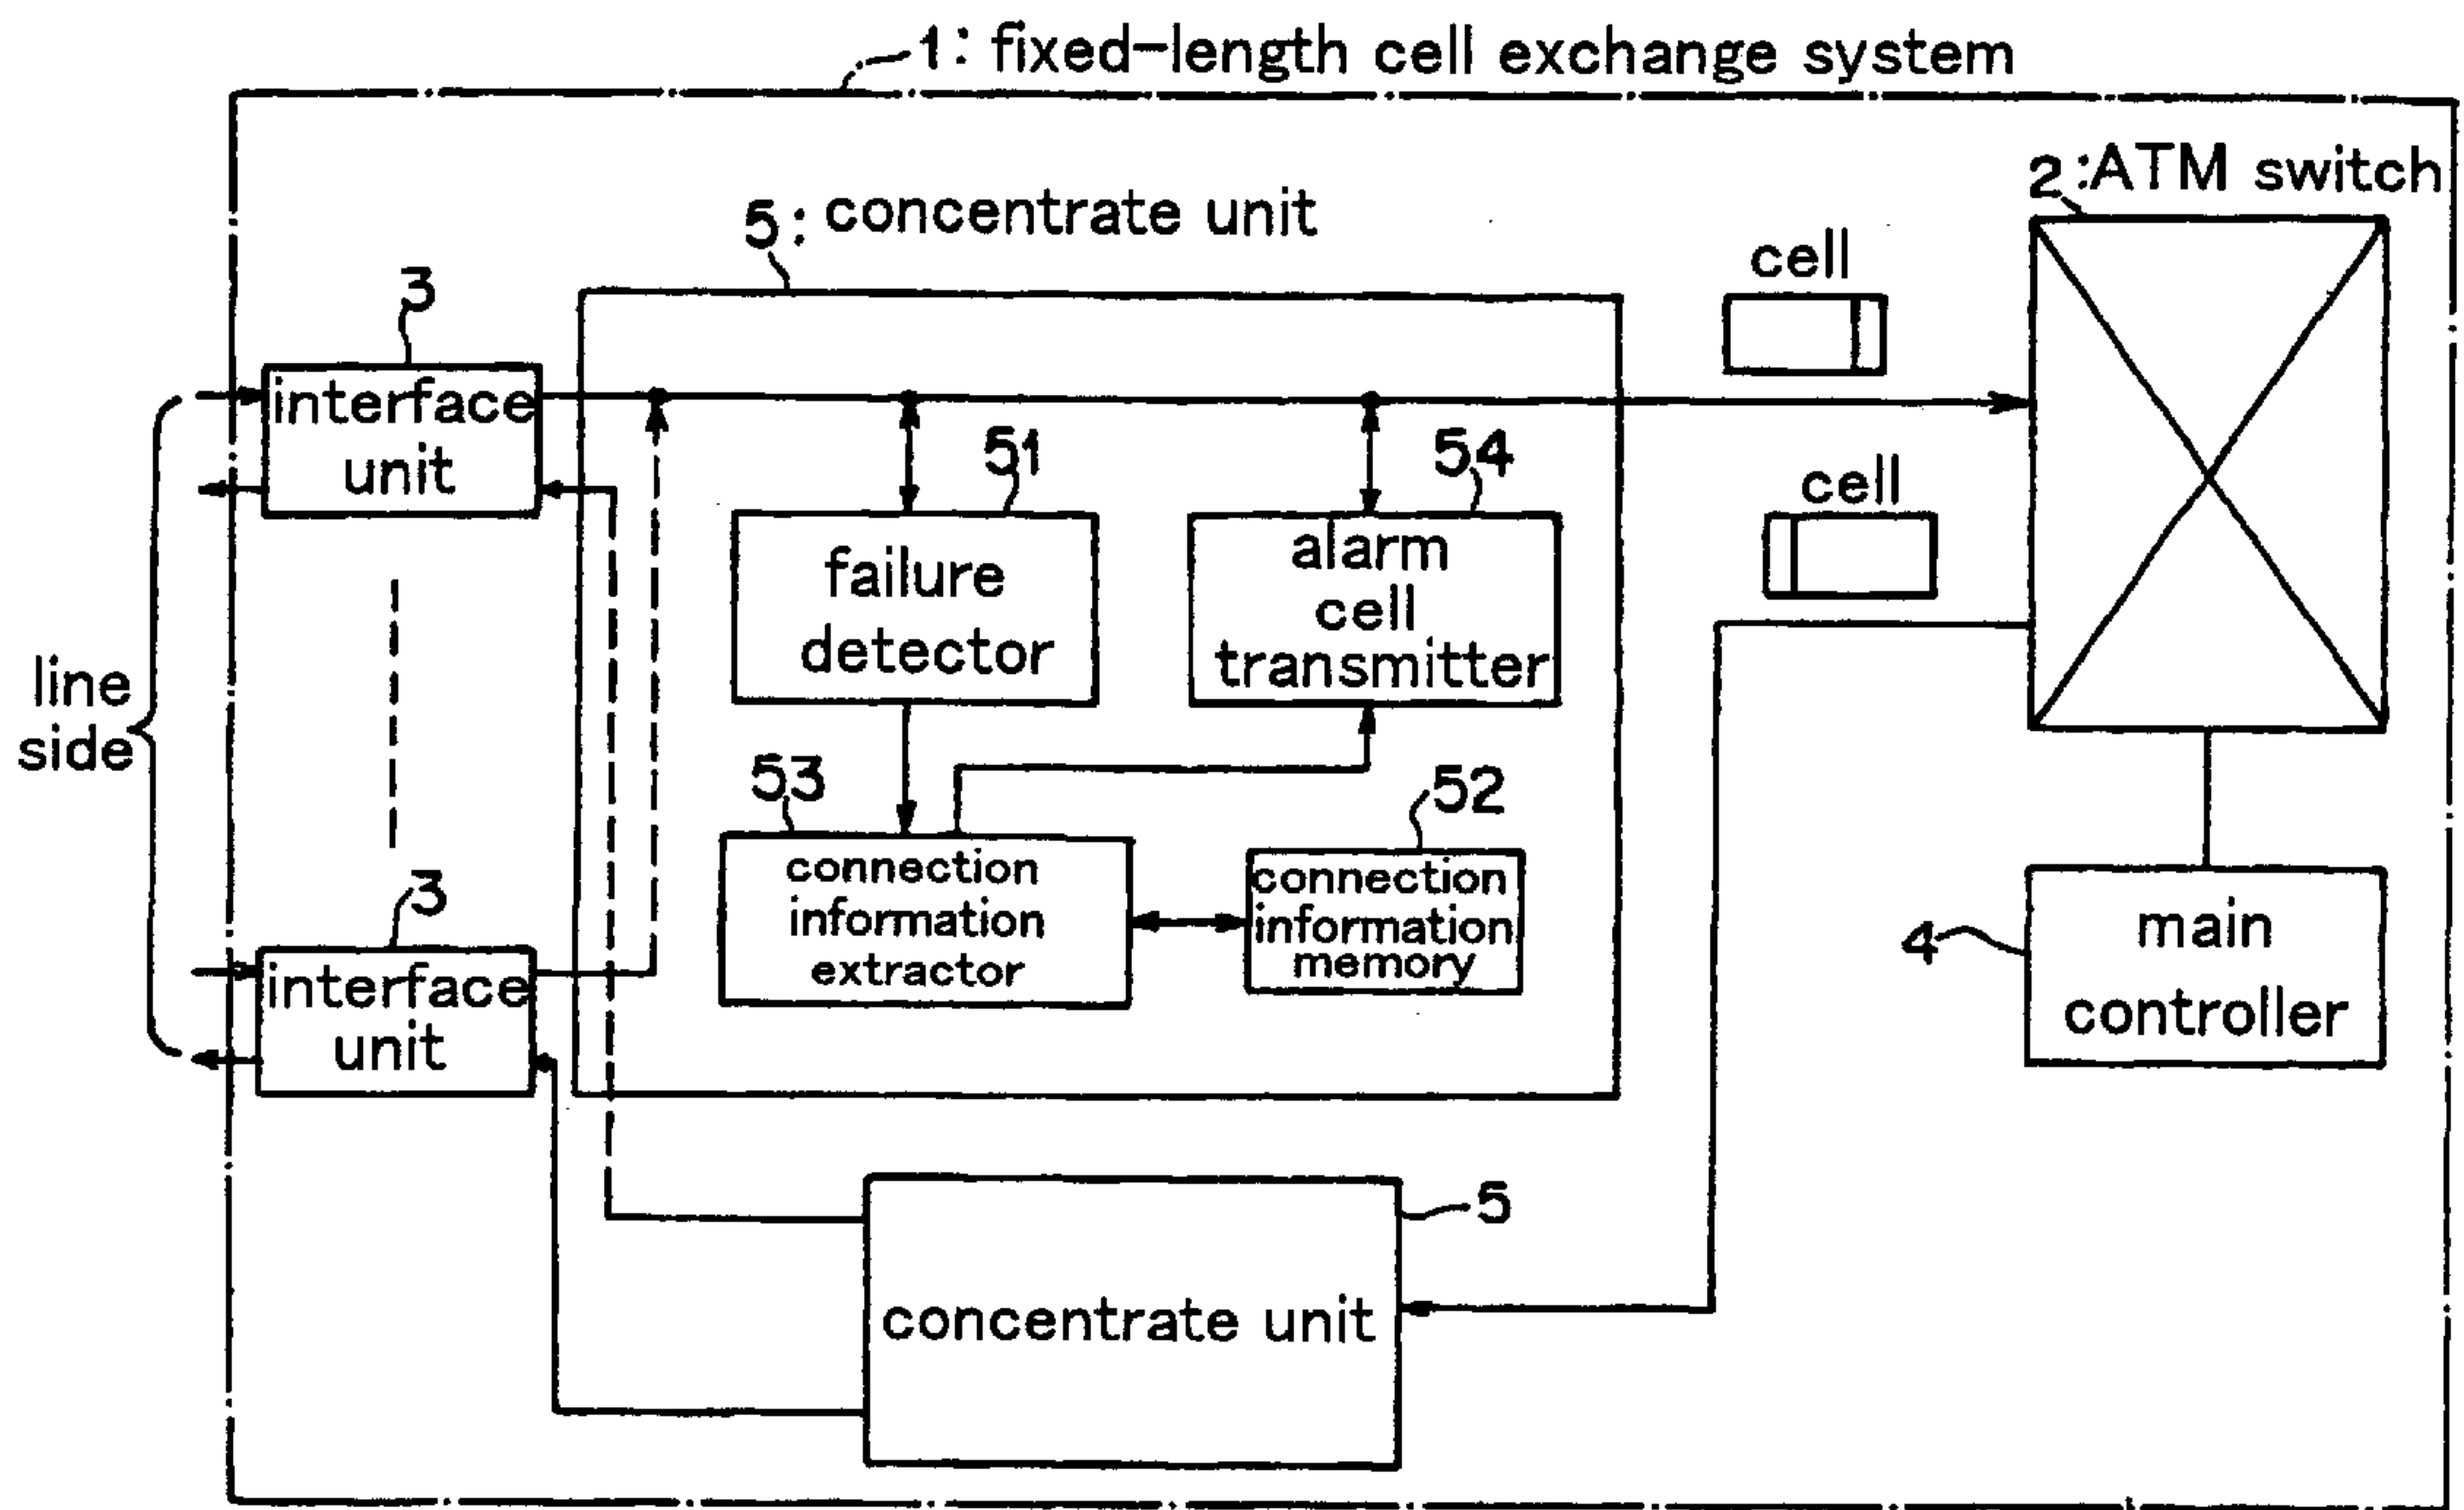 1: fixed-length cell exchange system
2:ATM switch
5: concentrate unit
cell
3
interface
unit
51
54
cell
failure
detector
alarm
cell
transmitter
line
side
53
52
connection
information
extractor
connection
information
memory
3
interface
unit
4
main
controller
5
concentrate unit